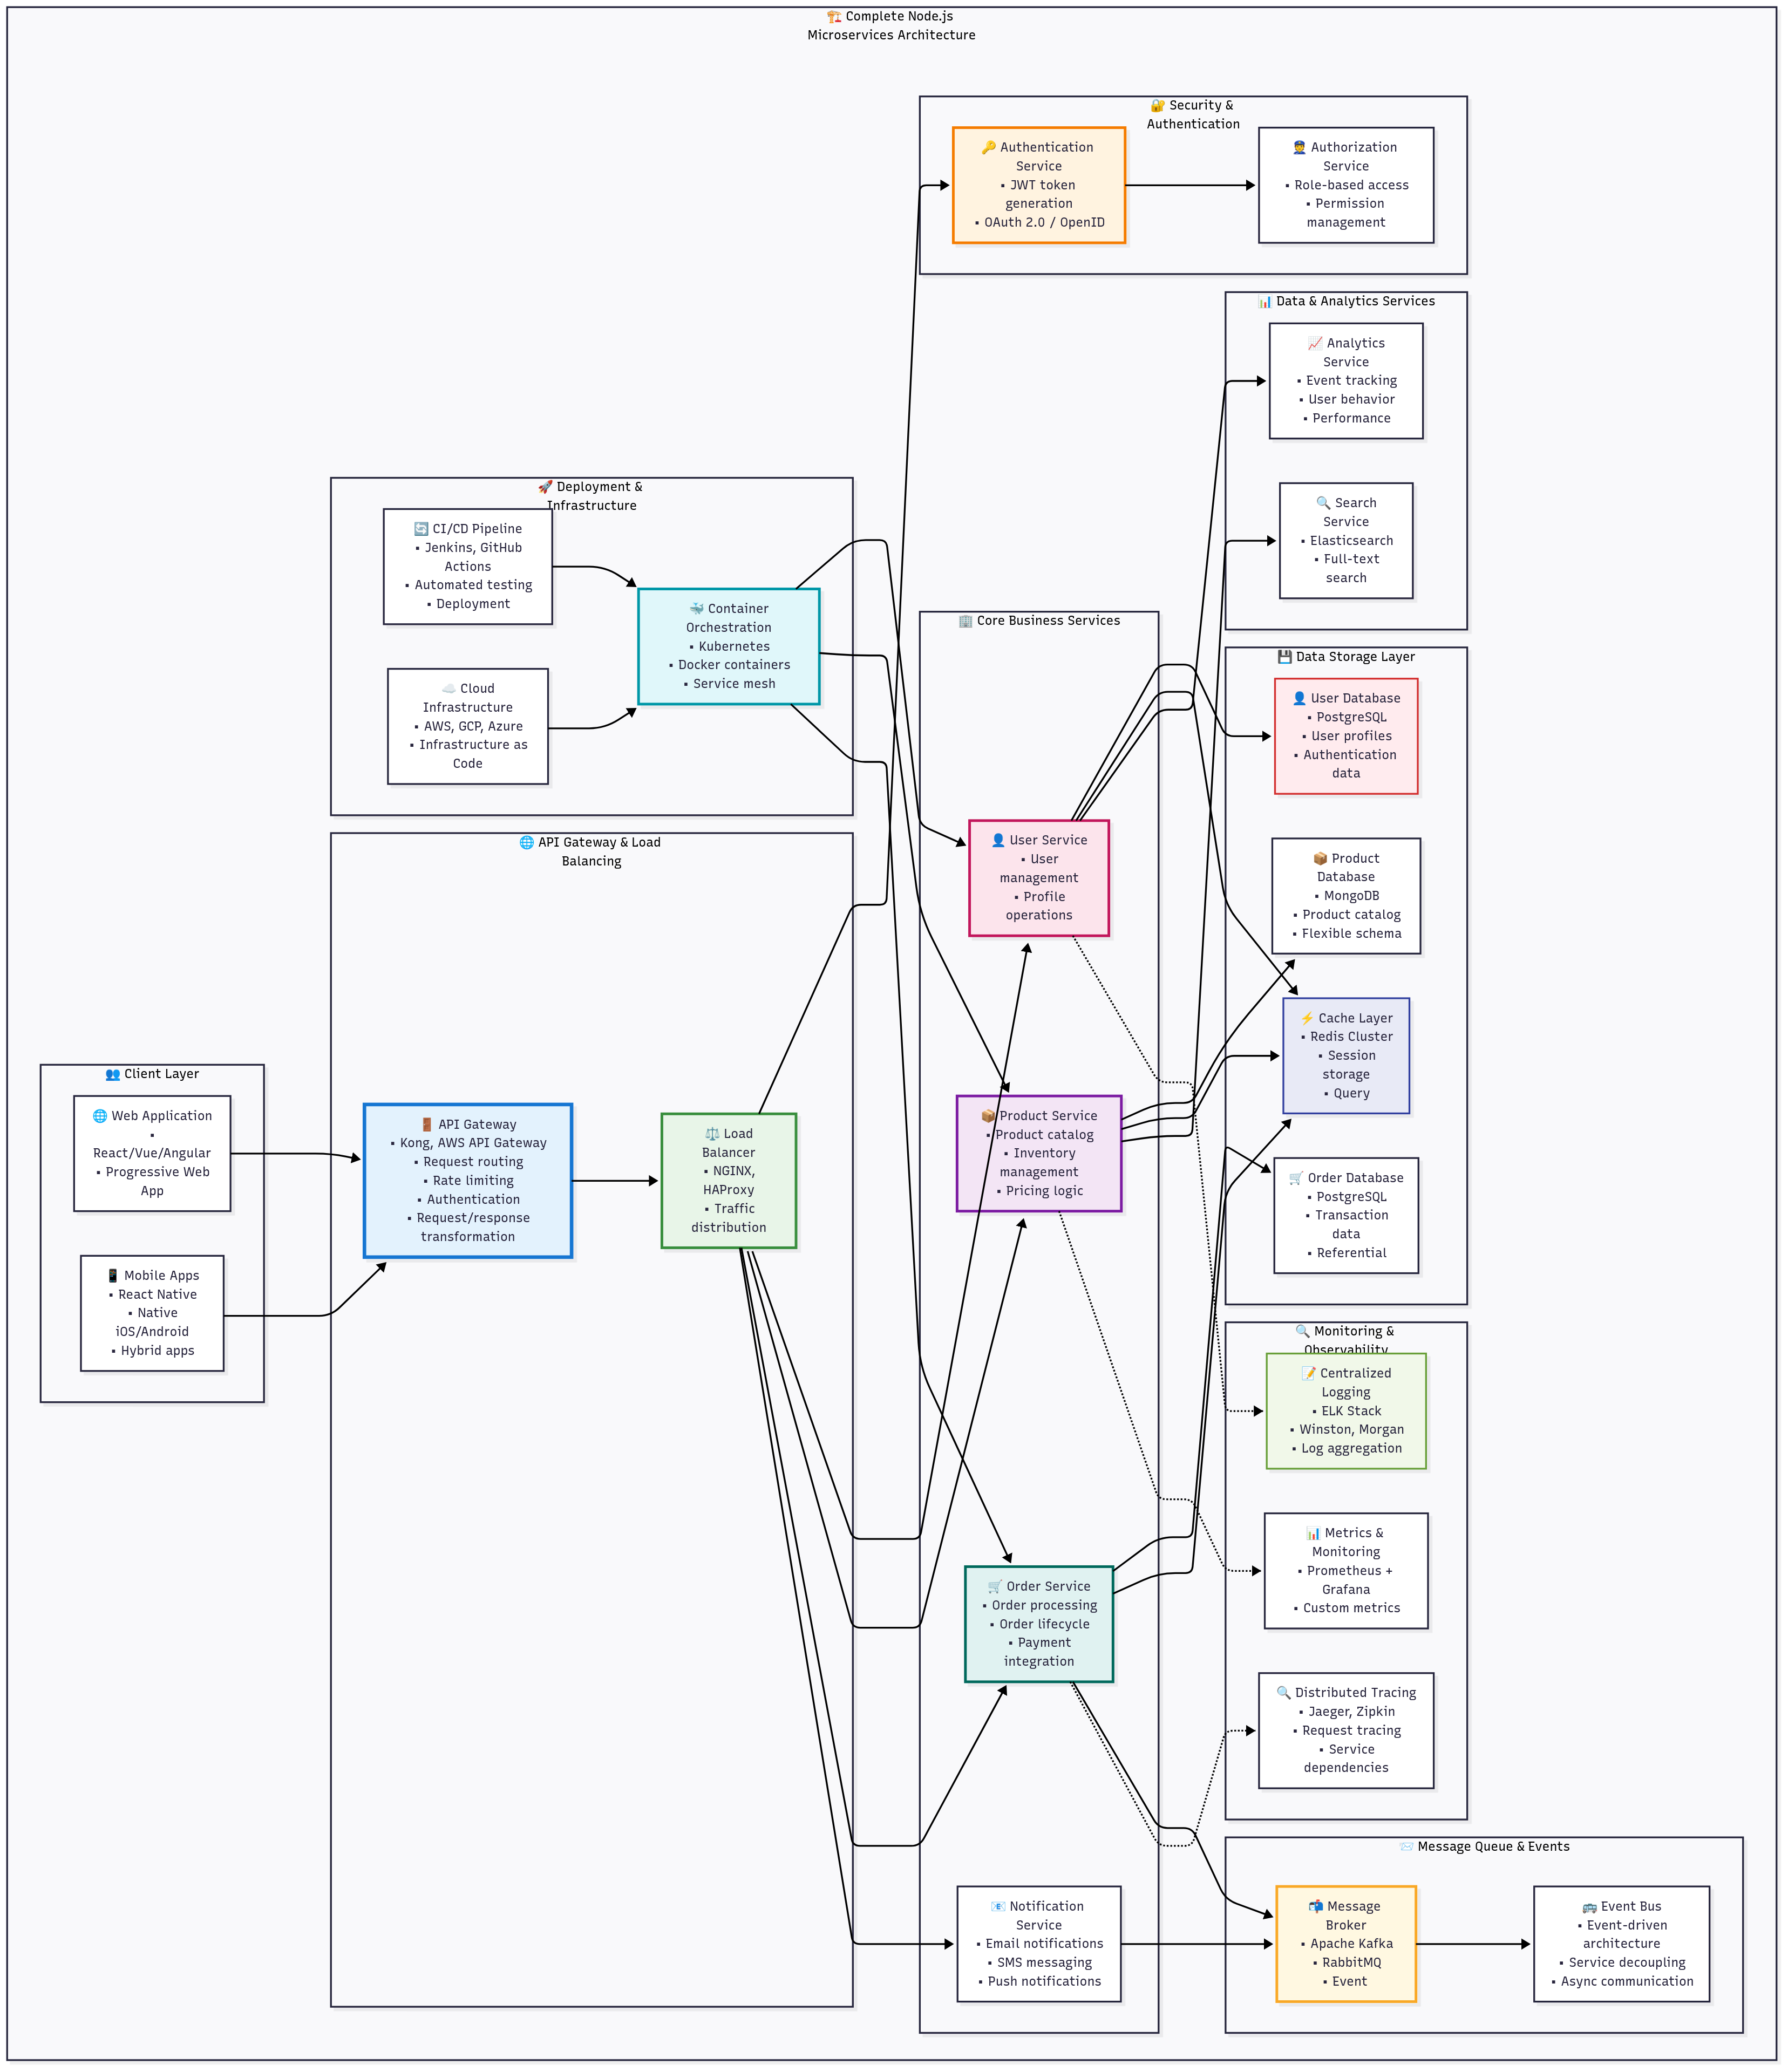 🏗️ Complete Node.js
Microservices Architecture
🔐 Security &
Authentication
🔑 Authentication
Service
▪ JWT token
generation
▪ OAuth 2.0 / OpenID
👮 Authorization
Service
▪ Role-based access
▪ Permission
management
📊 Data & Analytics Services
📈 Analytics
Service
▪ Event tracking
▪ User behavior
▪ Performance
🔍 Search
Service
▪ Elasticsearch
▪ Full-text
search
🚀 Deployment &
Infrastructure
🔄 CI/CD Pipeline
▪ Jenkins, GitHub
Actions
▪ Automated testing
▪ Deployment
🐳 Container
Orchestration
▪ Kubernetes
▪ Docker containers
▪ Service mesh
☁️ Cloud
Infrastructure
▪ AWS, GCP, Azure
▪ Infrastructure as
Code
🌐 API Gateway & Load
Balancing
🚪 API Gateway
▪ Kong, AWS API Gateway
▪ Request routing
▪ Rate limiting
▪ Authentication
▪ Request/response
transformation
⚖️ Load
Balancer
▪ NGINX,
HAProxy
▪ Traffic
distribution
👥 Client Layer
🌐 Web Application
▪
React/Vue/Angular
▪ Progressive Web
App
📱 Mobile Apps
▪ React Native
▪ Native
iOS/Android
▪ Hybrid apps
🏢 Core Business Services
👤 User Service
▪ User
management
▪ Profile
operations
📦 Product Service
▪ Product catalog
▪ Inventory
management
▪ Pricing logic
🛒 Order Service
▪ Order processing
▪ Order lifecycle
▪ Payment
integration
📧 Notification
Service
▪ Email notifications
▪ SMS messaging
▪ Push notifications
💾 Data Storage Layer
👤 User Database
▪ PostgreSQL
▪ User profiles
▪ Authentication
data
📦 Product
Database
▪ MongoDB
▪ Product catalog
▪ Flexible schema
⚡ Cache Layer
▪ Redis Cluster
▪ Session
storage
▪ Query
🛒 Order Database
▪ PostgreSQL
▪ Transaction
data
▪ Referential
🔍 Monitoring &
Observability
📝 Centralized
Logging
▪ ELK Stack
▪ Winston, Morgan
▪ Log aggregation
📊 Metrics &
Monitoring
▪ Prometheus +
Grafana
▪ Custom metrics
🔍 Distributed Tracing
▪ Jaeger, Zipkin
▪ Request tracing
▪ Service
dependencies
📨 Message Queue & Events
📬 Message
Broker
▪ Apache Kafka
▪ RabbitMQ
▪ Event
🚌 Event Bus
▪ Event-driven
architecture
▪ Service decoupling
▪ Async communication